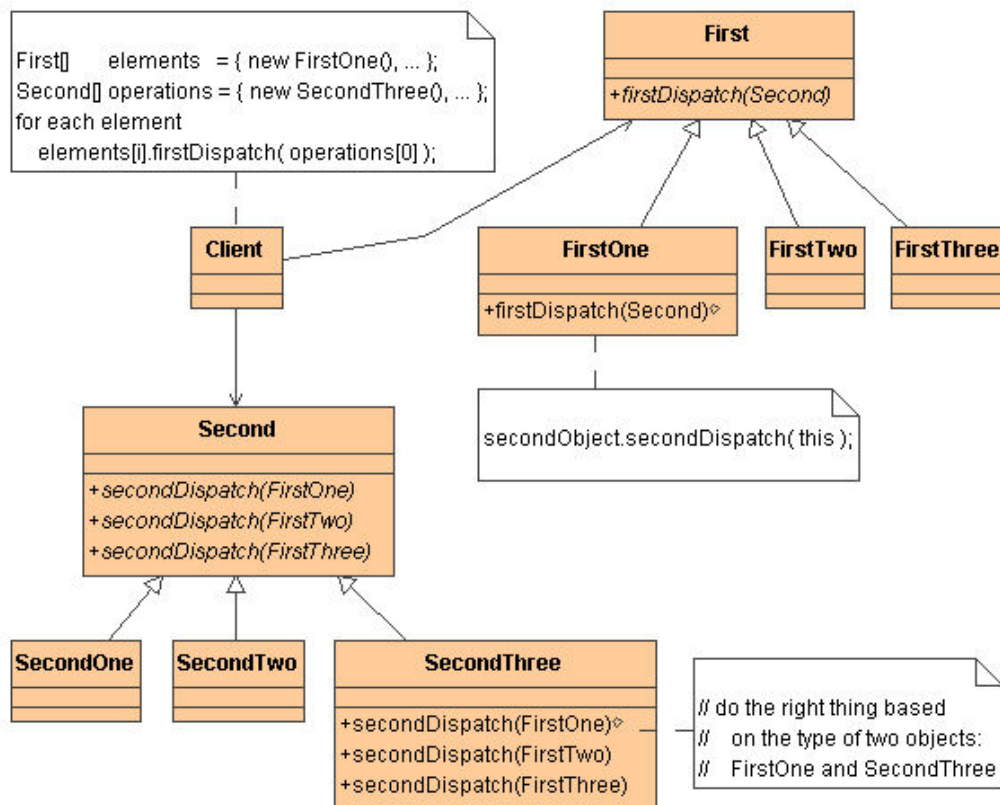 First[] elements = { new FirstOne(), ... };
Second[] operations = { new SecondThree(), ... };
for each element
elements[i].firstDispatch( operations[0] );
First
+firstDispatch(Second)
Client
FirstOne
+firstDispatch(Second)
FirstTwo
FirstThree
secondObject.secondDispatch( this );
Second
+secondDispatch(FirstOne)
+secondDispatch(FirstTwo)
+secondDispatch(FirstThree)
SecondOne
SecondTwo
SecondThree
+secondDispatch(FirstOne)
+secondDispatch(FirstTwo)
+secondDispatch(FirstThree)
// do the right thing based
// on the type of two objects:
// FirstOne and SecondThree